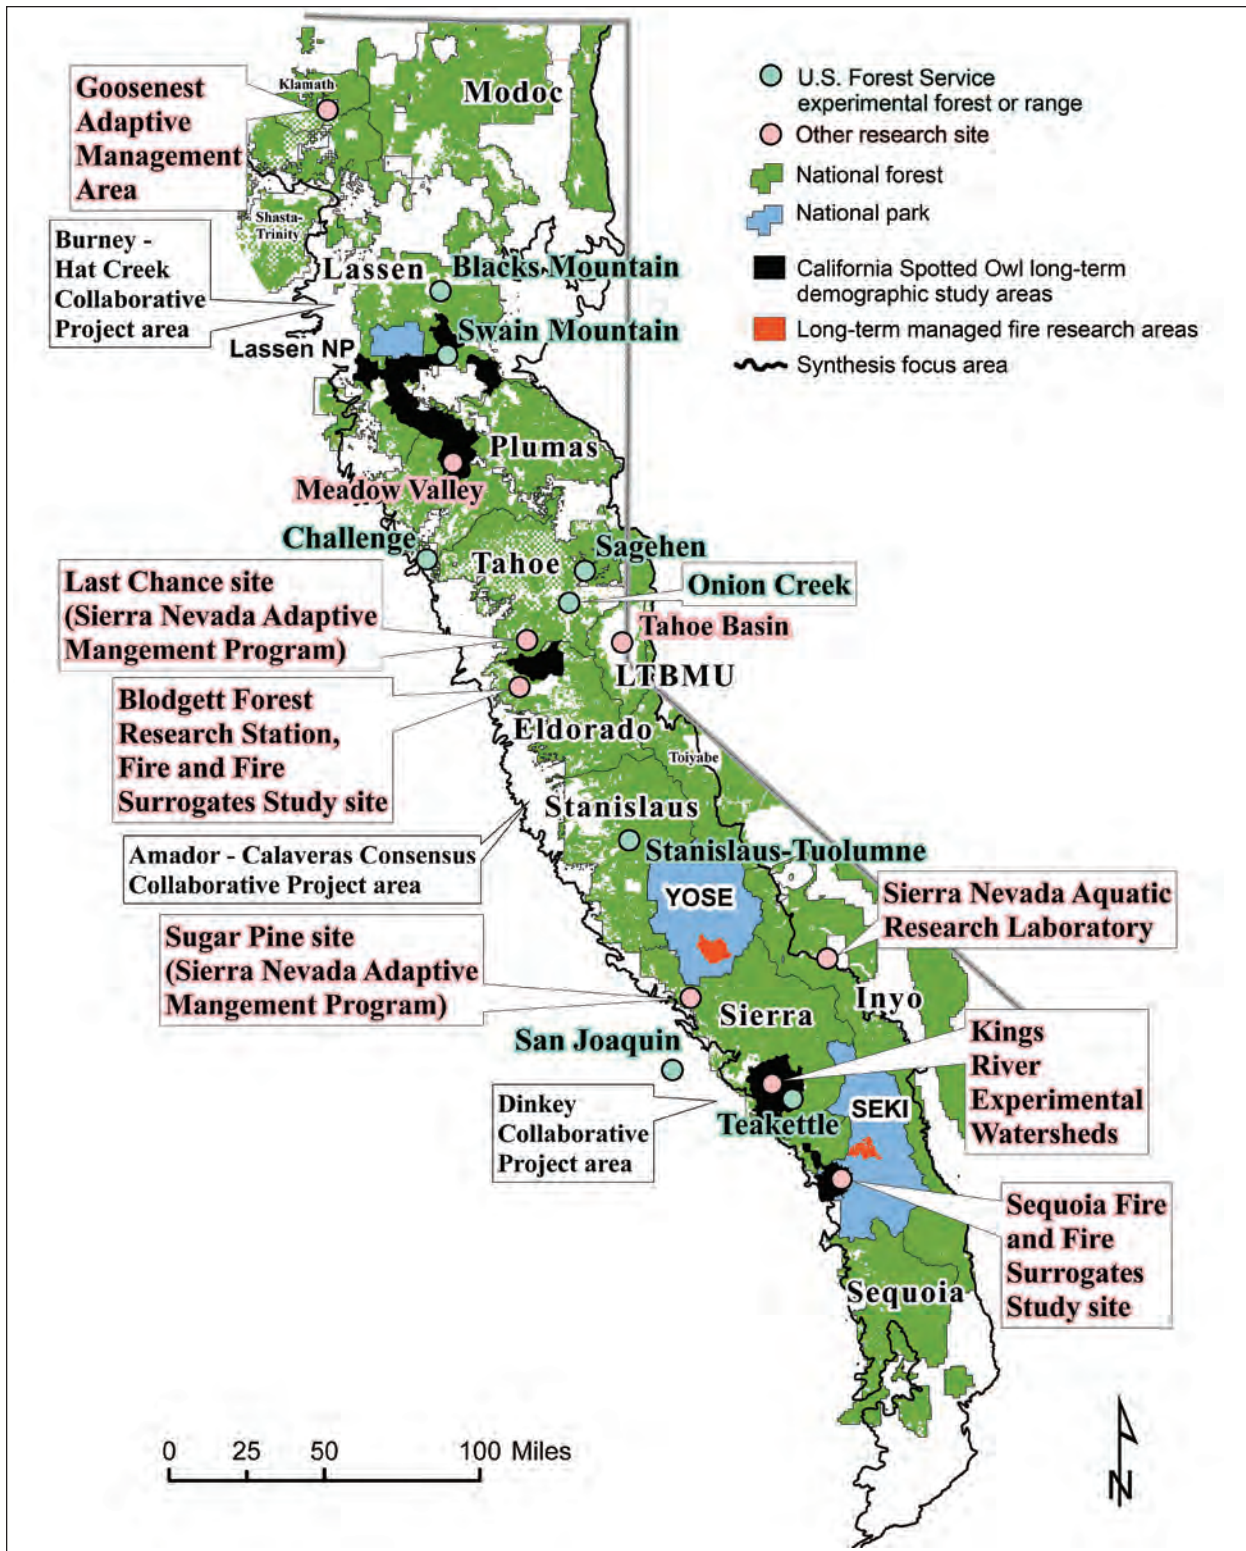 Goosenest
Adaptive
Management
Area
Klamath
Modoc
U.S. Forest Service
experimental forest or range
Other research site
National forest
National park
California Spotted Owl long-term
demographic study areas
Long-term managed fire research areas
Synthesis focus area
Shasta-
Trinity
Burney -
Hat Creek
Collaborative
Project area
Lassen
Blacks Mountain
Swain Mountain
Lassen NP
Plumas
Meadow Valley
Challenge
Tahoe
Sagehen
Onion Creek
Last Chance site
(Sierra Nevada Adaptive
Mangement Program)
Tahoe Basin
LTBMU
Blodgett Forest
Research Station,
Fire and Fire
Surrogates Study site
Eldorado
Toiyabe
Stanislaus
Amador - Calaveras Consensus
Collaborative Project area
Stanislaus-Tuolumne
YOSE
Sierra Nevada Aquatic
Research Laboratory
Sugar Pine site
(Sierra Nevada Adaptive
Mangement Program)
Inyo
Sierra
San Joaquin
Kings
River
Experimental
Watersheds
Dinkey
Collaborative
Project area
Teakettle
SEKI
Sequoia Fire
and Fire
Surrogates
Study site
Sequoia
0 25 50 100 Miles
N